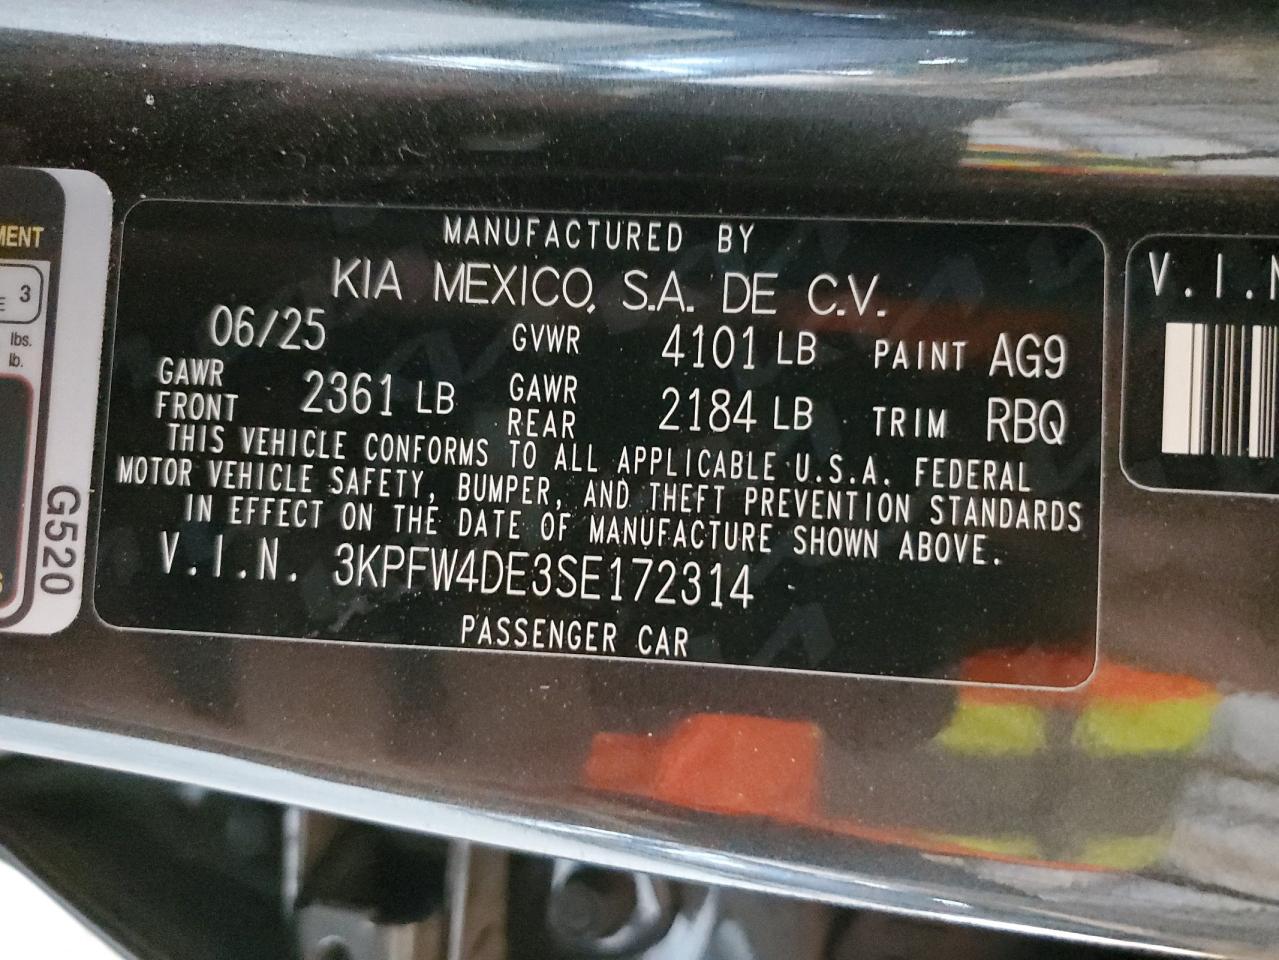 MENT
3
lbs.
lb.
G520
MANUFACTURED BY
KIA MEXICO, S.A. DE C.V.
06/25 GVWR 4101 LB PAINT AG9
GAWR FRONT 2361 LB GAWR REAR 2184 LB TRIM RBQ
THIS VEHICLE CONFORMS TO ALL APPLICABLE U.S.A. FEDERAL
MOTOR VEHICLE SAFETY, BUMPER, AND THEFT PREVENTION STANDARDS
IN EFFECT ON THE DATE OF MANUFACTURE SHOWN ABOVE.
V.I.N. 3KPFW4DE3SE172314
PASSENGER CAR
V.I.N